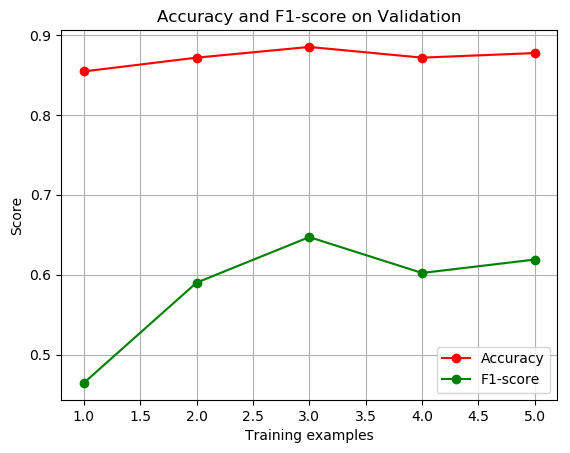 Accuracy and F1-score on Validation
Score
0.9
0.8
0.7
0.6
0.5
Accuracy
F1-score
1.0 1.5 2.0 2.5 3.0 3.5 4.0 4.5 5.0
Training examples